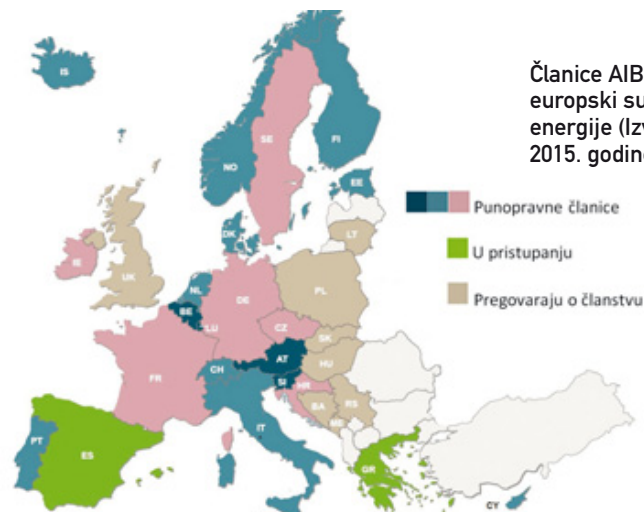 Članice AIB
europski su
energije (Iz
2015. godin
Punopravne članice
U pristupanju
Pregovaraju o članstvu
IS
NO
SE
FI
EE
DK
LT
IE
UK
NL
BE
LU
DE
PL
CZ
SK
FR
CH
AT
HU
SI
HR
BA
RS
ME
IT
PT
ES
GR
CY